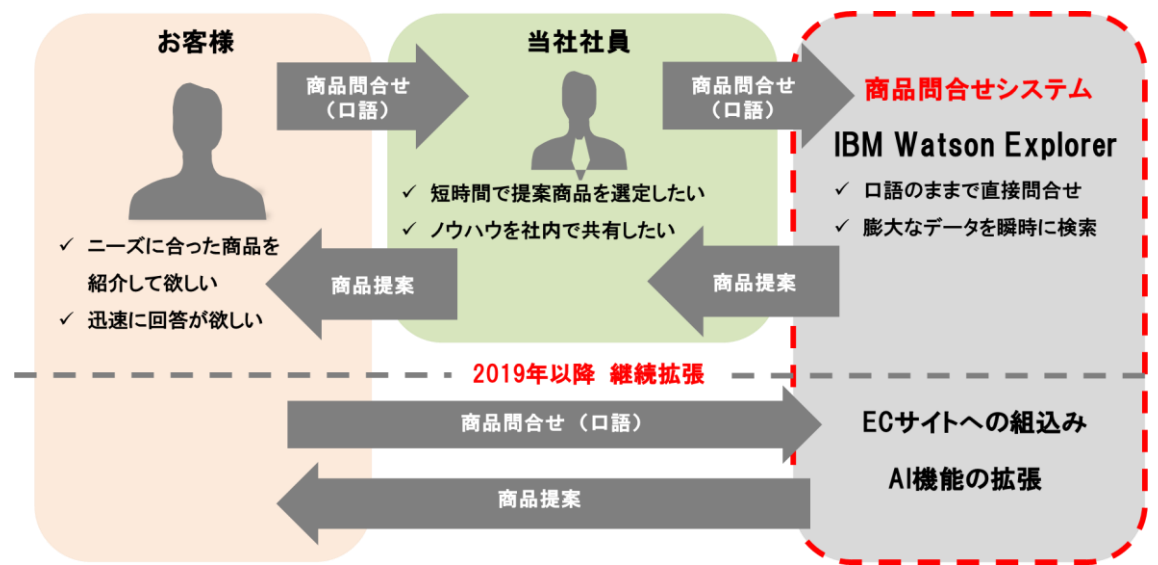 お客様
商品問合せ
（口語）
ニーズに合った商品を
紹介して欲しい
迅速に回答が欲しい
当社社員
短時間で提案商品を選定したい
ノウハウを社内で共有したい
商品提案
商品問合せ
（口語）
商品提案
商品問合せシステム
IBM Watson Explorer
口語のままで直接問合せ
膨大なデータを瞬時に検索
2019年以降 継続拡張
商品問合せ（口語）
商品提案
ECサイトへの組込み
AI機能の拡張